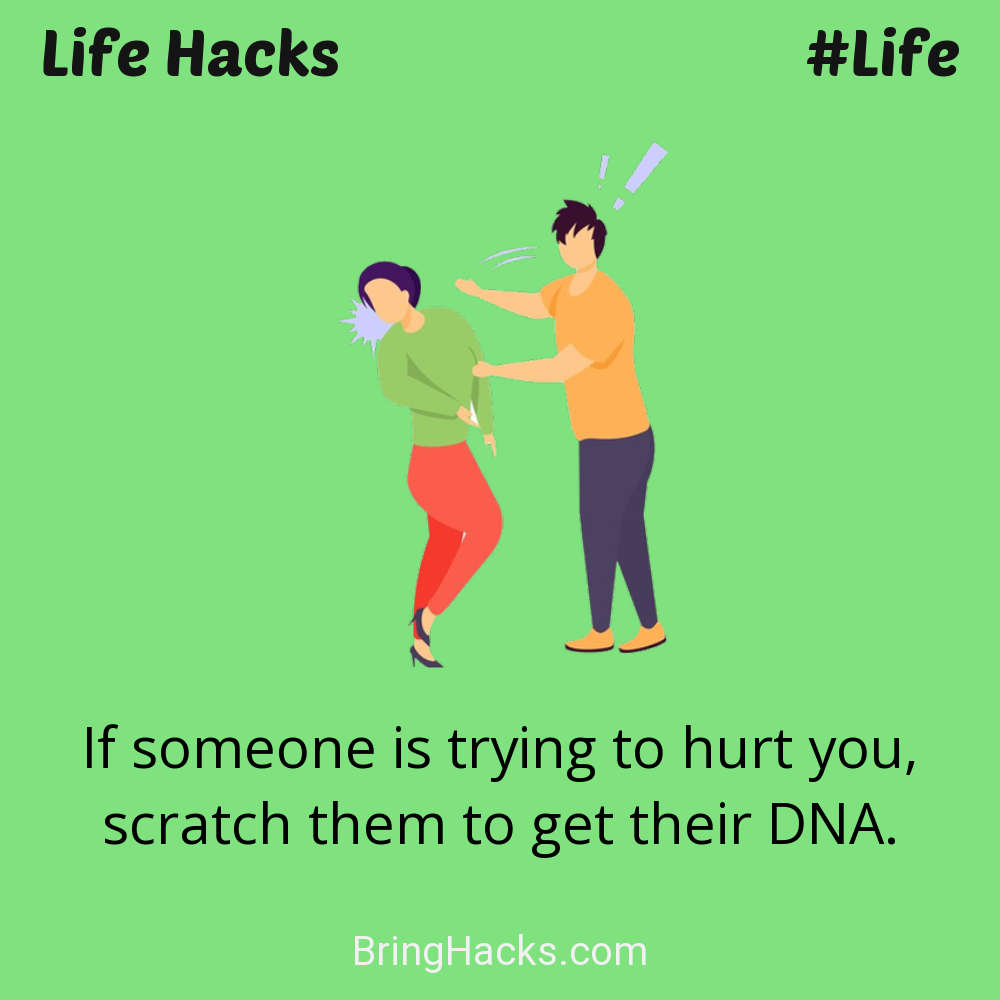 Life Hacks
#Life
If someone is trying to hurt you,
scratch them to get their DNA.
BringHacks.com